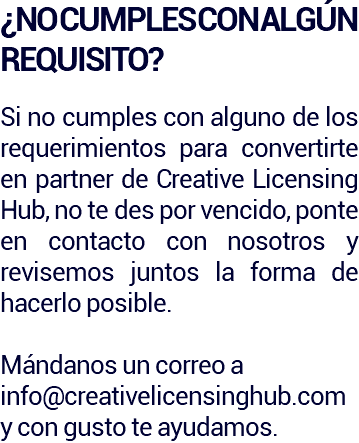 ¿NO CUMPLES CON ALGÚN
REQUISITO?
Si no cumples con alguno de los
requerimientos para convertirte
en partner de Creative Licensing
Hub, no te des por vencido, ponte
en contacto con nosotros y
revisemos juntos la forma de
hacerlo posible.
Mándanos un correo a
info@creativelicensinghub.com
y con gusto te ayudamos.